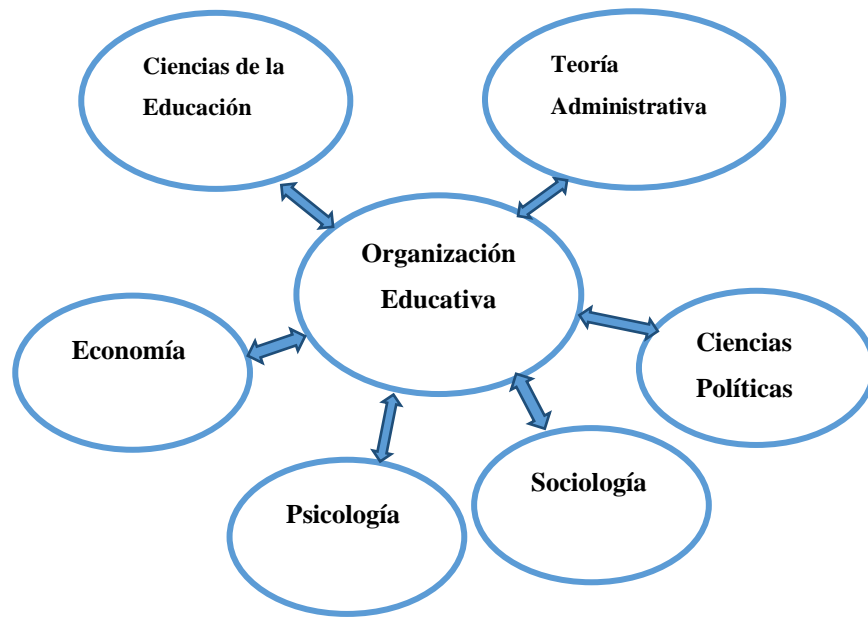 Ciencias de la
Educación
Teoría
Administrativa
Organización
Educativa
Economía
Ciencias
Políticas
Psicología
Sociología